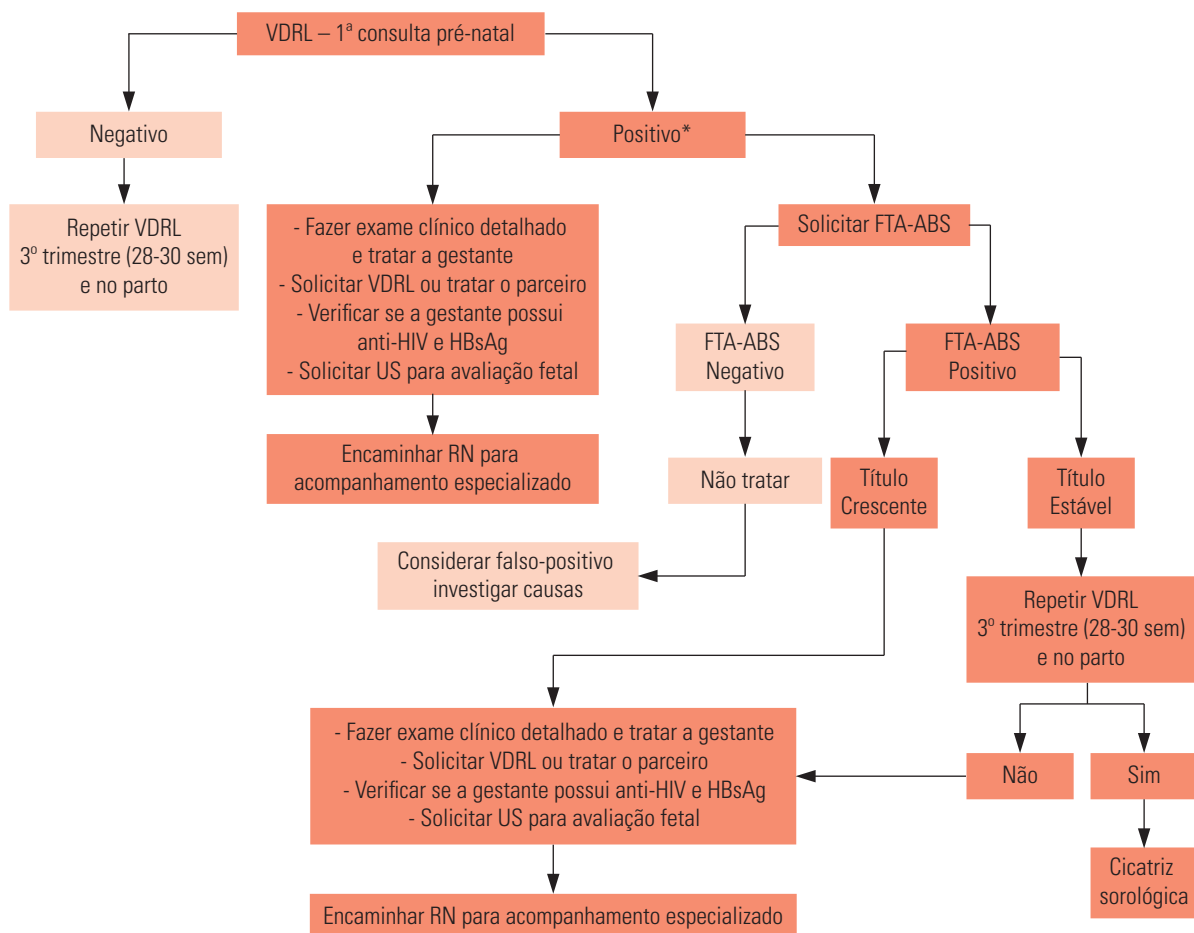 VDRL – 1ª consulta pré-natal
Negativo
Positivo*
Repetir VDRL
3º trimestre (28-30 sem)
e no parto
- Fazer exame clínico detalhado
e tratar a gestante
- Solicitar VDRL ou tratar o parceiro
- Verificar se a gestante possui
anti-HIV e HBsAg
- Solicitar US para avaliação fetal
Solicitar FTA-ABS
FTA-ABS
Negativo
FTA-ABS
Positivo
Encaminhar RN para
acompanhamento especializado
Não tratar
Título
Crescente
Título
Estável
Considerar falso-positivo
investigar causas
Repetir VDRL
3º trimestre (28-30 sem)
e no parto
- Fazer exame clínico detalhado e tratar a gestante
- Solicitar VDRL ou tratar o parceiro
- Verificar se a gestante possui anti-HIV e HBsAg
- Solicitar US para avaliação fetal
Não
Sim
Cicatriz
sorológica
Encaminhar RN para acompanhamento especializado